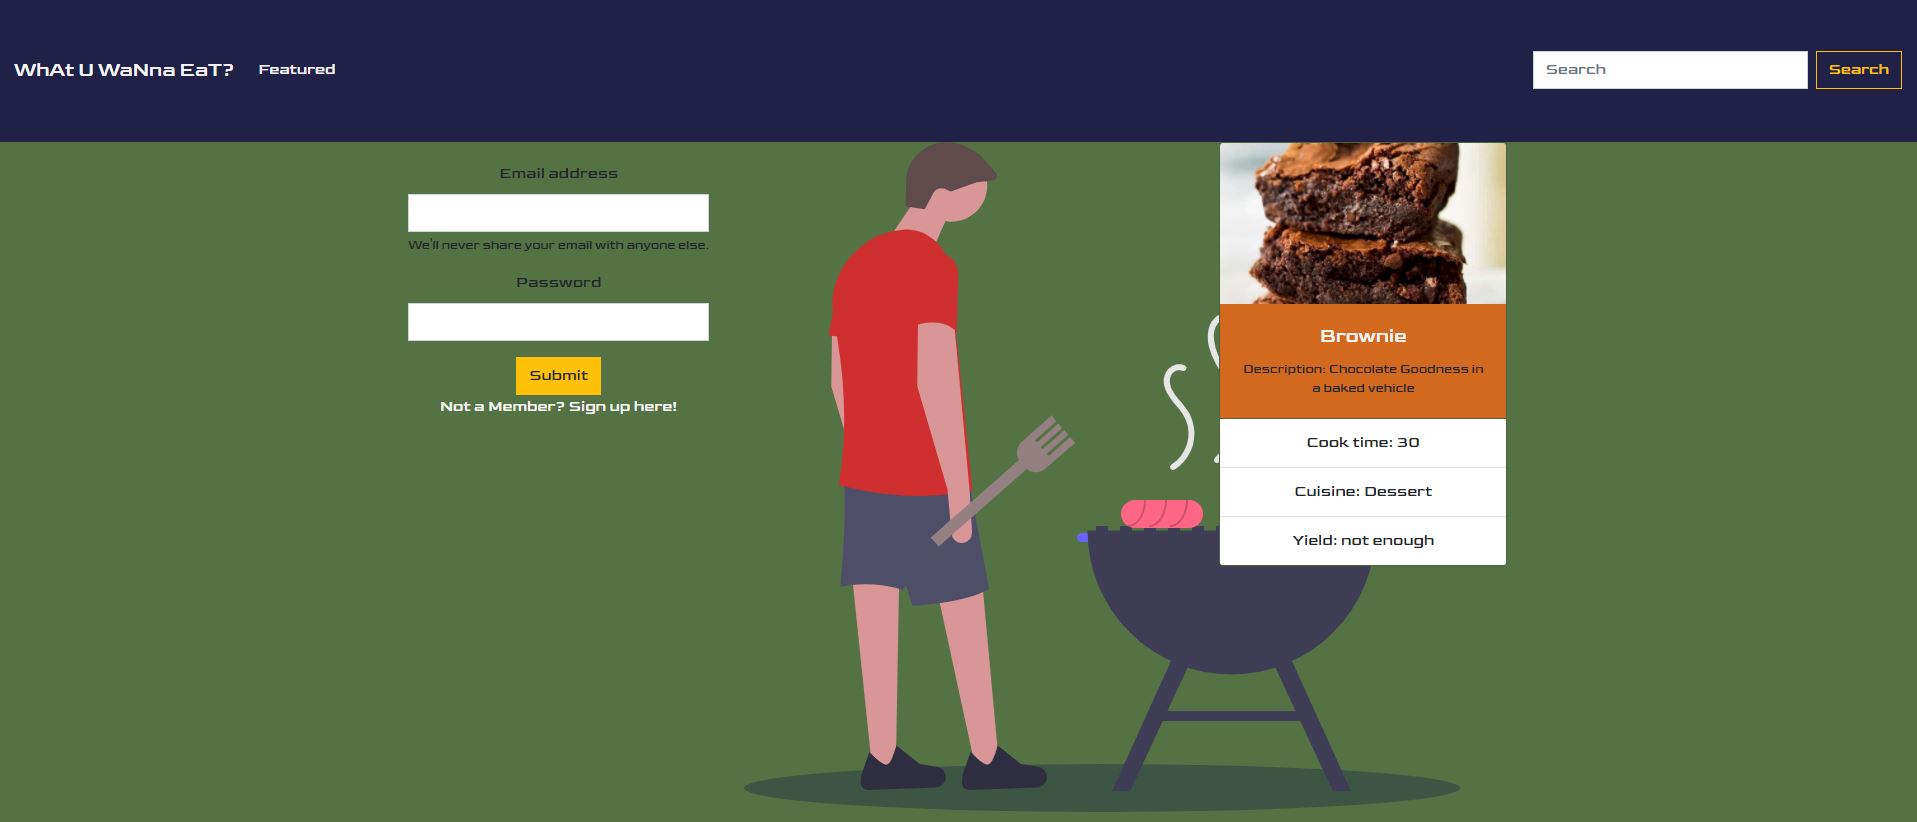 WhAt U WaNna EaT?
Featured
Search
Search
Email address
We'll never share your email with anyone else.
Password
Submit
Not a Member? Sign up here!
Brownie
Description: Chocolate Goodness in
a baked vehicle
Cook time: 30
Cuisine: Dessert
Yield: not enough